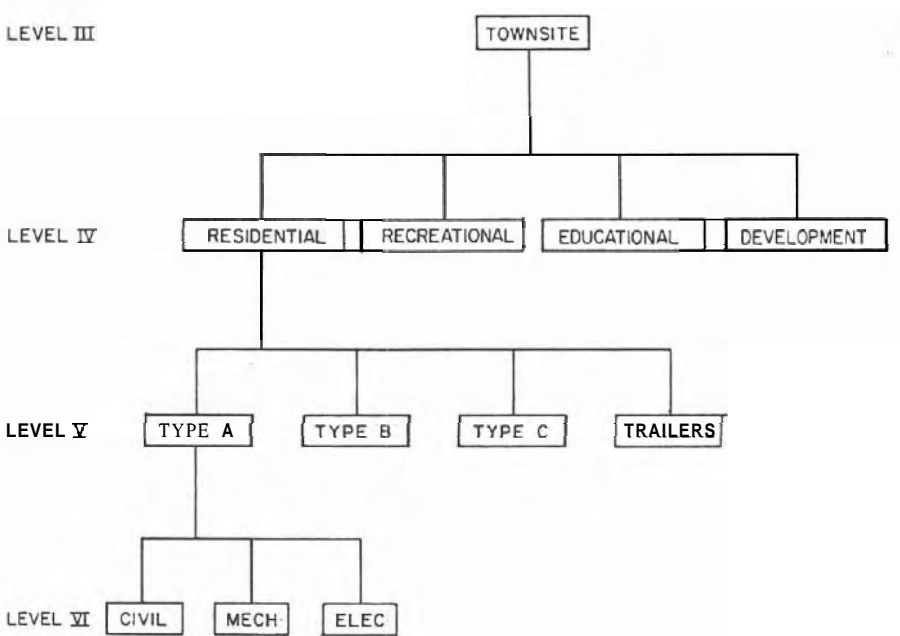 LEVEL III TOWNSITE
LEVEL IV RESIDENTIAL RECREATIONAL EDUCATIONAL DEVELOPMENT
LEVEL V TYPE A TYPE B TYPE C TRAILERS
LEVEL VI CIVIL MECH. ELEC.